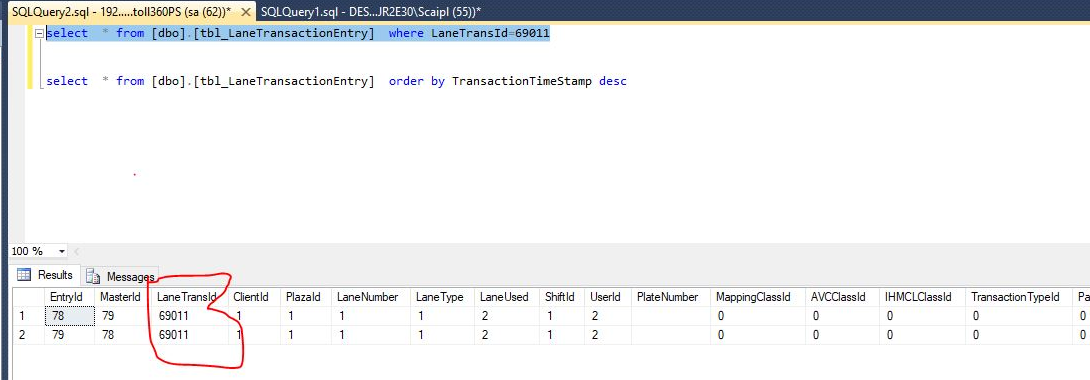 SQLQuery2.sql - 192.....toll360PS (sa (62))* SQLQuery1.sql - DES...JR2E30\Scaipl (55))*
select * from [dbo].[tbl_LaneTransactionEntry] where LaneTransId=69011
select * from [dbo].[tbl_LaneTransactionEntry] order by TransactionTimeStamp desc
100 %
Results Messages
EntryId MasterId LaneTransId ClientId PlazaId LaneNumber LaneType LaneUsed ShiftId UserId PlateNumber MappingClassId AVCClassId IHMCLClassId TransactionTypeId Pa
1 78 79 69011 1 1 1 1 2 1 2 0 0 0 0 0
2 79 78 69011 1 1 1 1 2 1 2 0 0 0 0 0